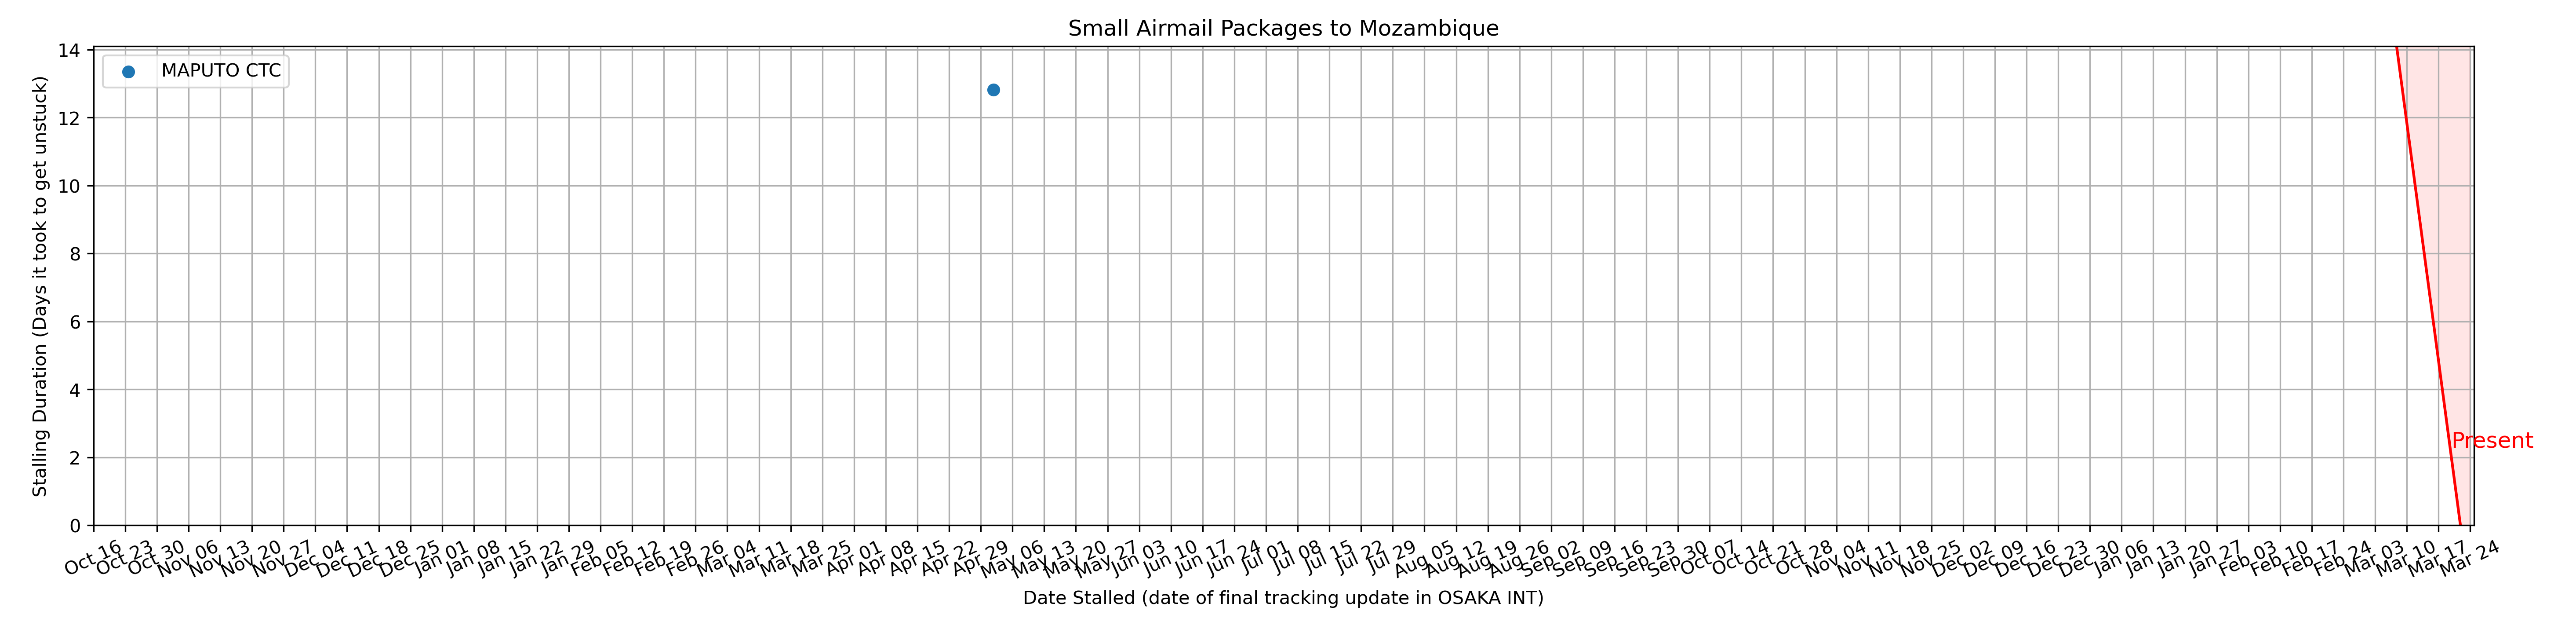 Small Airmail Packages to Mozambique
MAPUTO CTC
Stalling Duration (Days it took to get unstuck)
14
12
10
8
6
4
2
0
Present
Oct 16
Oct 23
Oct 30
Nov 06
Nov 13
Nov 20
Nov 27
Dec 04
Dec 11
Dec 18
Dec 25
Jan 01
Jan 08
Jan 15
Jan 22
Jan 29
Feb 05
Feb 12
Feb 19
Feb 26
Mar 04
Mar 11
Mar 18
Mar 25
Apr 01
Apr 08
Apr 15
Apr 22
Apr 29
May 06
May 13
May 20
May 27
Jun 03
Jun 10
Jun 17
Jun 24
Jul 01
Jul 08
Jul 15
Jul 22
Jul 29
Aug 05
Aug 12
Aug 19
Aug 26
Sep 02
Sep 09
Sep 16
Sep 23
Sep 30
Oct 07
Oct 14
Oct 21
Oct 28
Nov 04
Nov 11
Nov 18
Nov 25
Dec 02
Dec 09
Dec 16
Dec 23
Dec 30
Jan 06
Jan 13
Jan 20
Jan 27
Feb 03
Feb 10
Feb 17
Feb 24
Mar 03
Mar 10
Mar 17
Mar 24
Date Stalled (date of final tracking update in OSAKA INT)